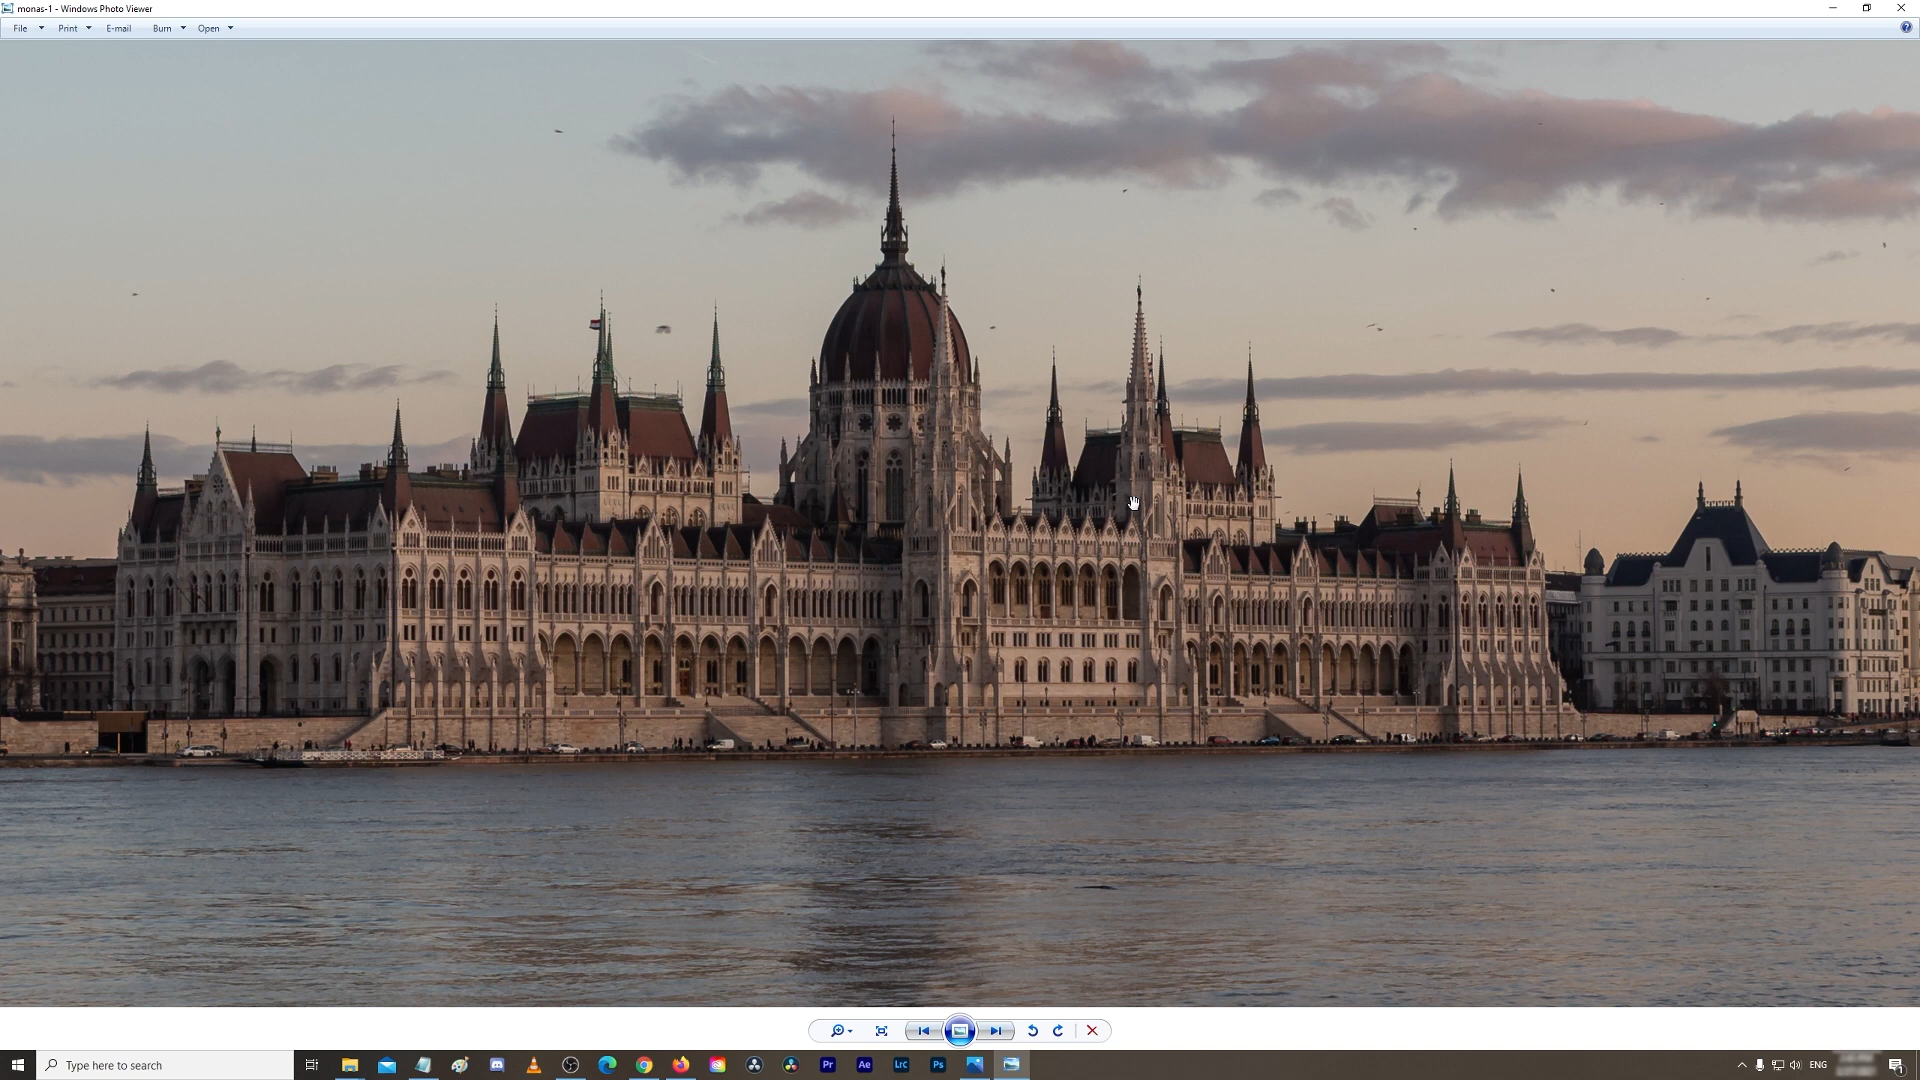 monas-1 - Windows Photo Viewer
File Print E-mail Burn Open
Type here to search
Pr Ae Lrc Ps
ENG
1